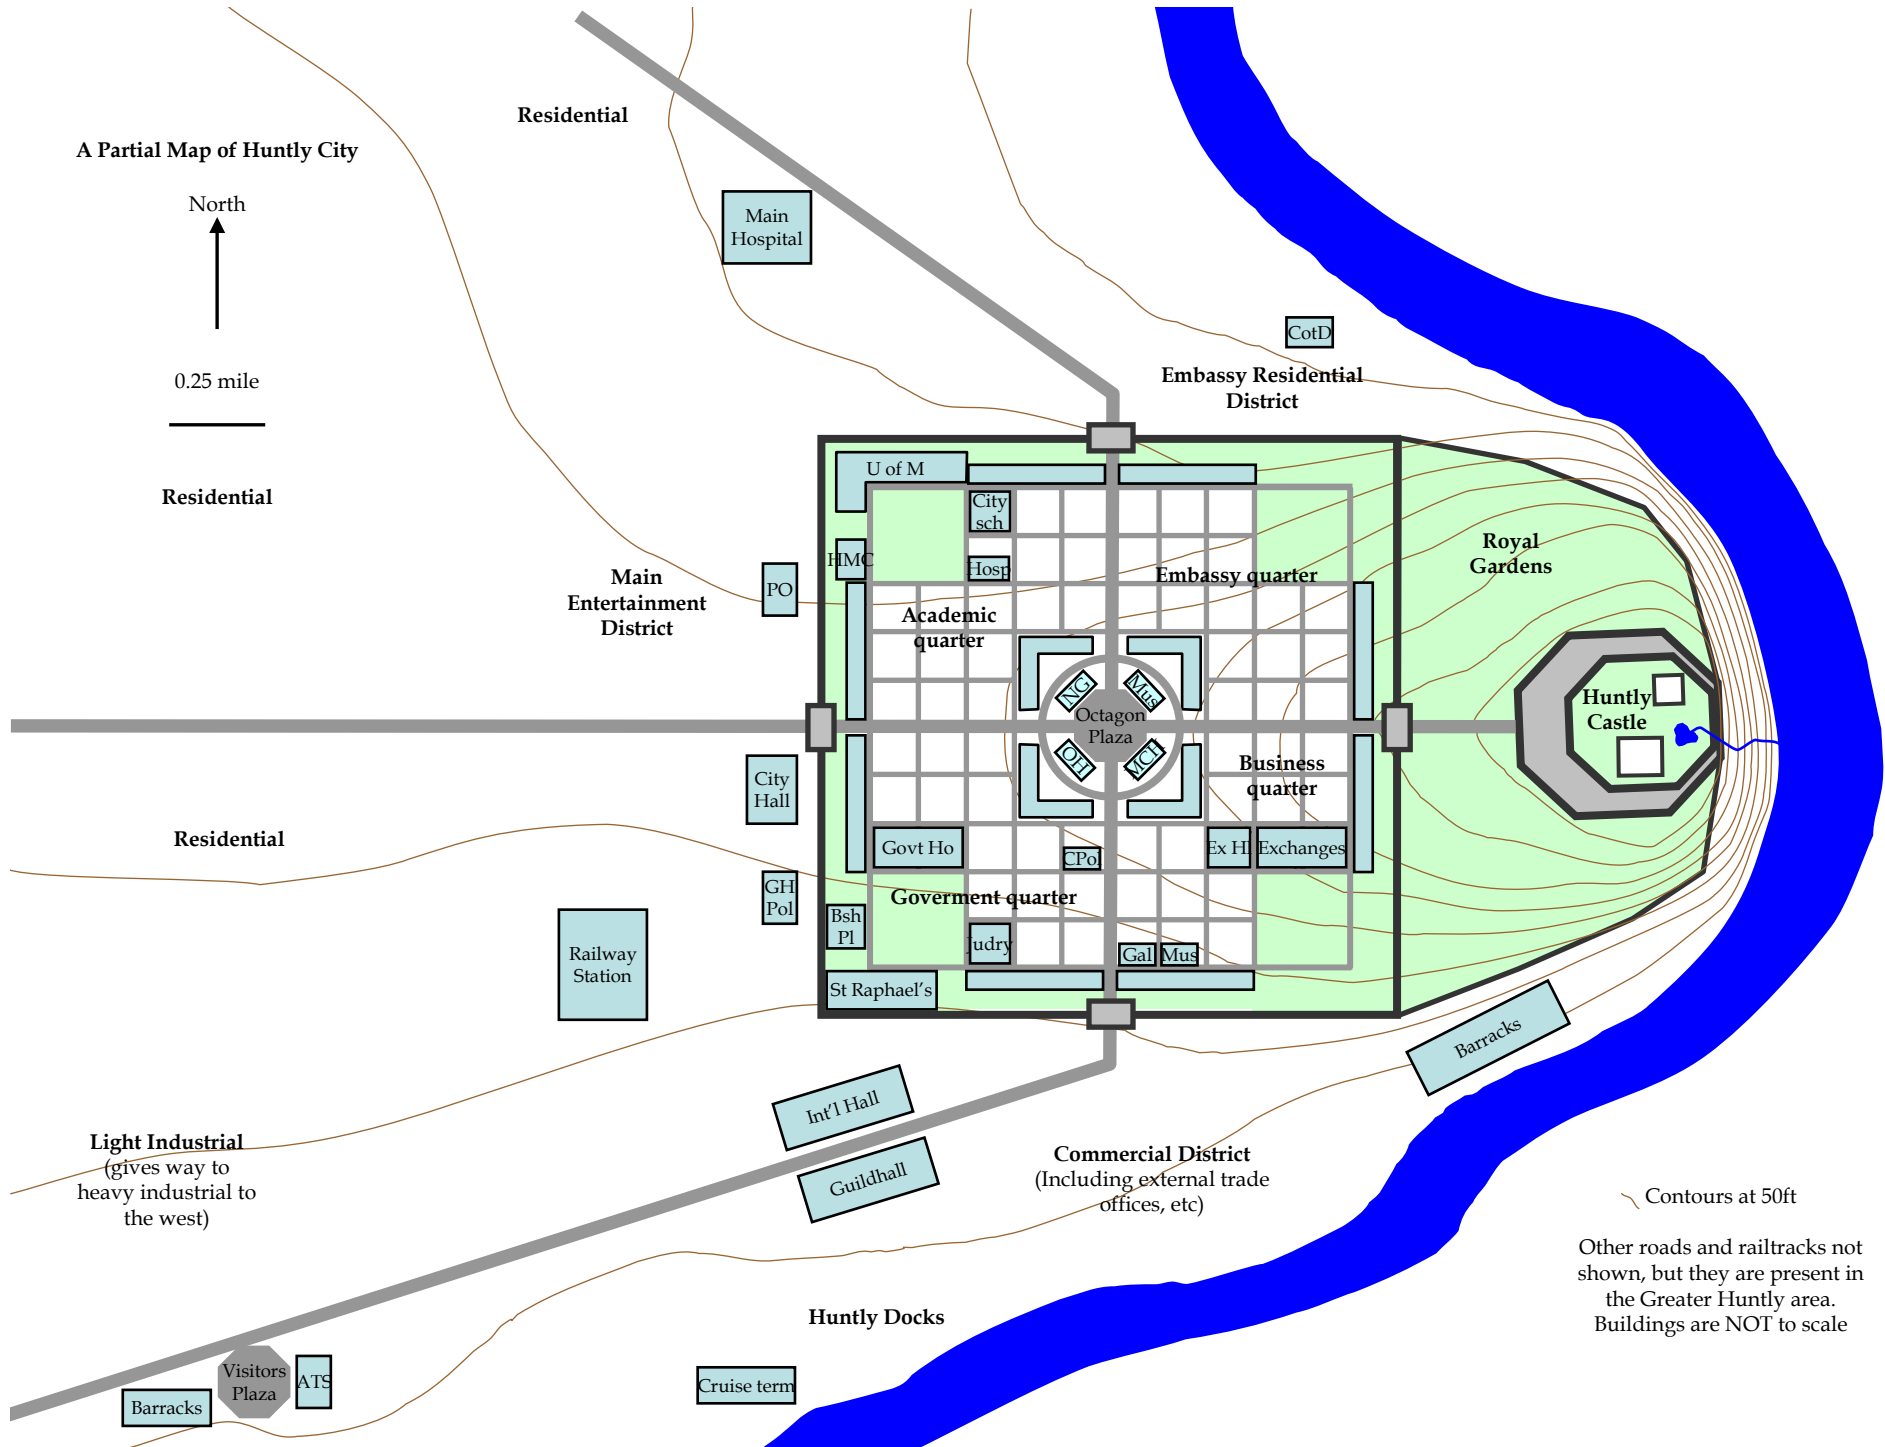 Residential
A Partial Map of Huntly City
North
Main
Hospital
CotD
0.25 mile
Embassy Residential
District
U of M
Residential
City
sch
Royal
Gardens
HMC
Hosp
Embassy quarter
Main
Entertainment
District
PO
Academic
quarter
NG
Mus
Octagon
Plaza
OH
MCH
Huntly
Castle
City
Hall
Business
quarter
Residential
Govt Ho
CPol
Ex Hl
Exchanges
GH
Pol
Goverment quarter
Bsh
Pl
Railway
Station
Judry
Gal
Mus
St Raphael's
Barracks
Int'l Hall
Guildhall
Light Industrial
(gives way to
heavy industrial to
the west)
Commercial District
(Including external trade
offices, etc)
Contours at 50ft
Other roads and railtracks not
shown, but they are present in
the Greater Huntly area.
Buildings are NOT to scale
Huntly Docks
Visitors
Plaza
ATS
Barracks
Cruise term